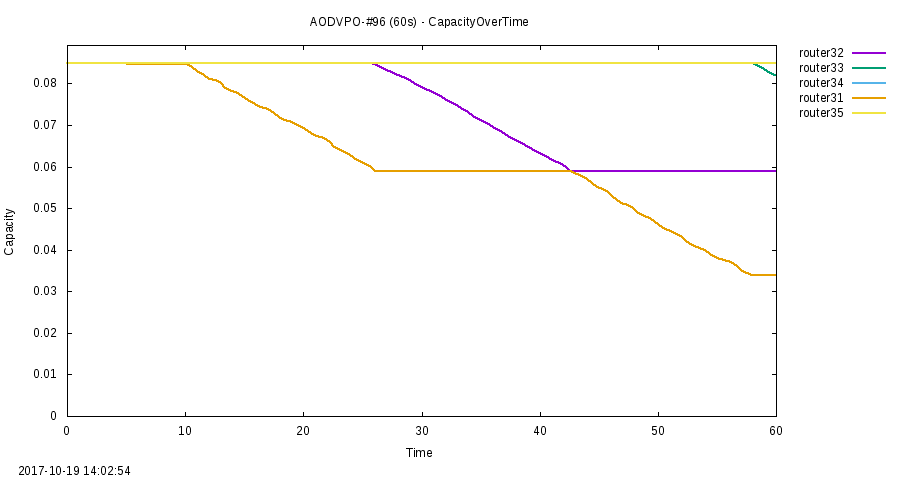 AODVPO-#96 (60s) - CapacityOverTime
router32
router33
router34
router31
router35
0.08
0.07
0.06
0.05
0.04
0.03
0.02
0.01
0
Capacity
0 10 20 30 40 50 60
Time
2017-10-19 14:02:54